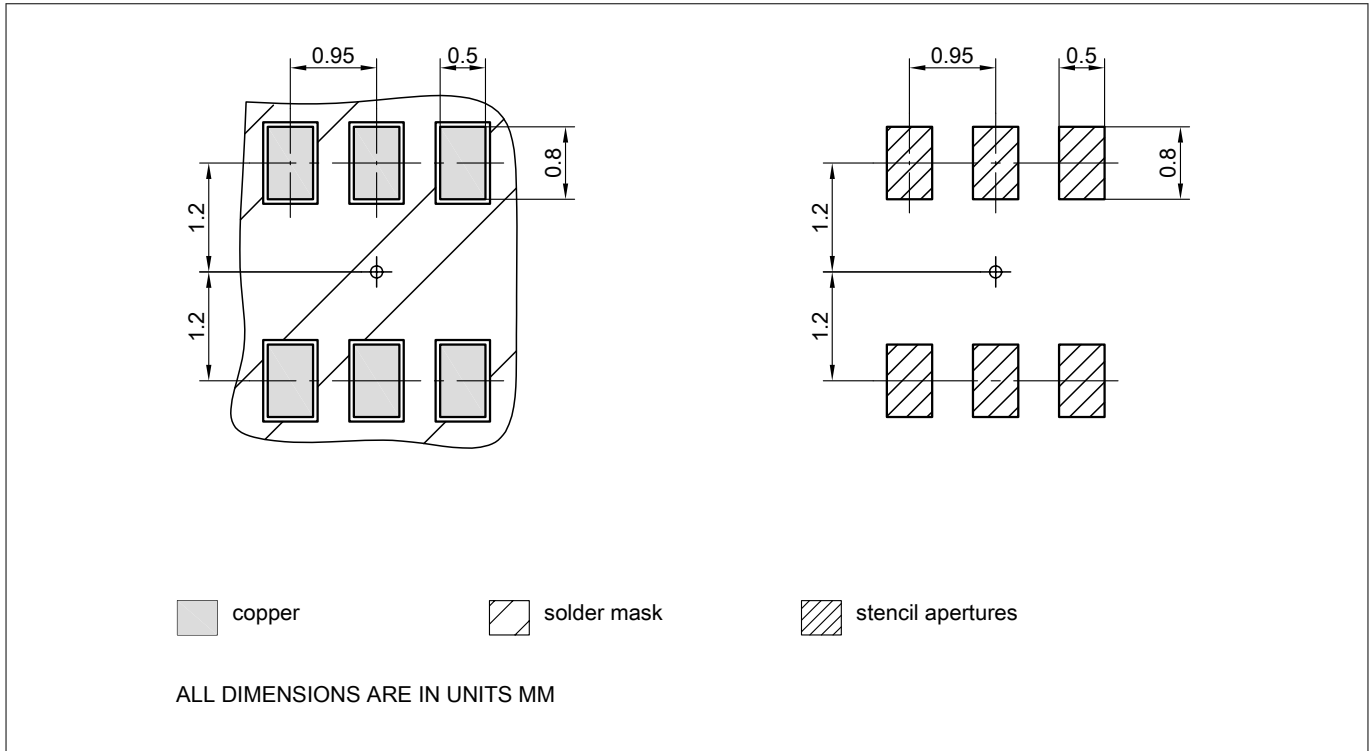 0.95 0.5 0.95 0.5
0.8 0.8
1.2 1.2
1.2 1.2
copper solder mask stencil apertures
ALL DIMENSIONS ARE IN UNITS MM